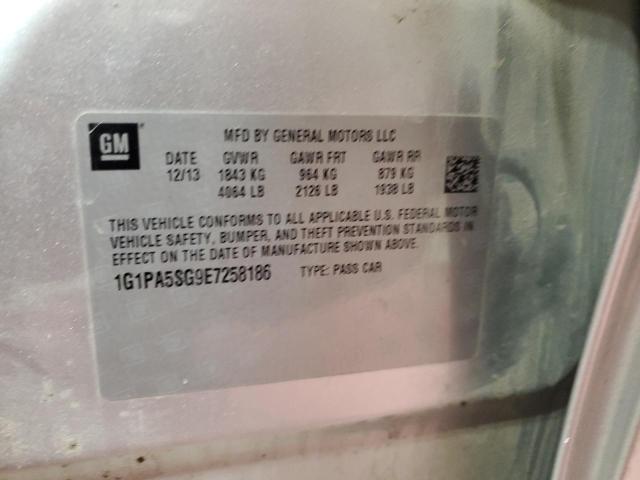 GM
MFD BY GENERAL MOTORS LLC
DATE GVWR GAWR FRT GAWR RR
12/13 1843 KG 964 KG 879 KG
4064 LB 2126 LB 1938 LB
THIS VEHICLE CONFORMS TO ALL APPLICABLE U.S. FEDERAL MOTOR
VEHICLE SAFETY, BUMPER, AND THEFT PREVENTION STANDARDS IN
EFFECT ON THE DATE OF MANUFACTURE SHOWN ABOVE.
1G1PA5SG9E7258186 TYPE: PASS CAR